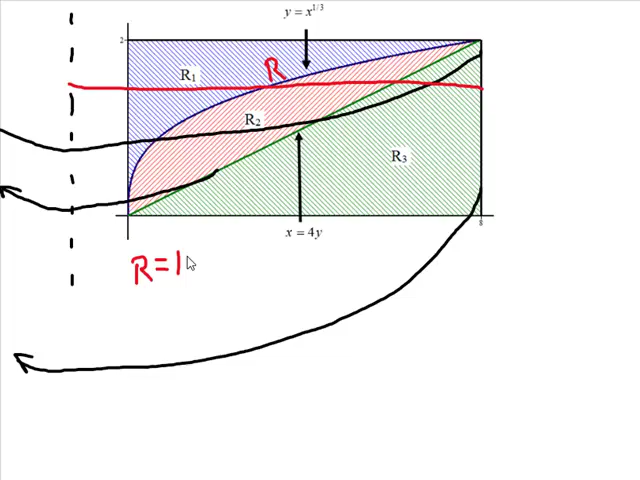 y = x^{1/3}
2
R₁
R
R₂
R₃
x = 4y
8
R=1